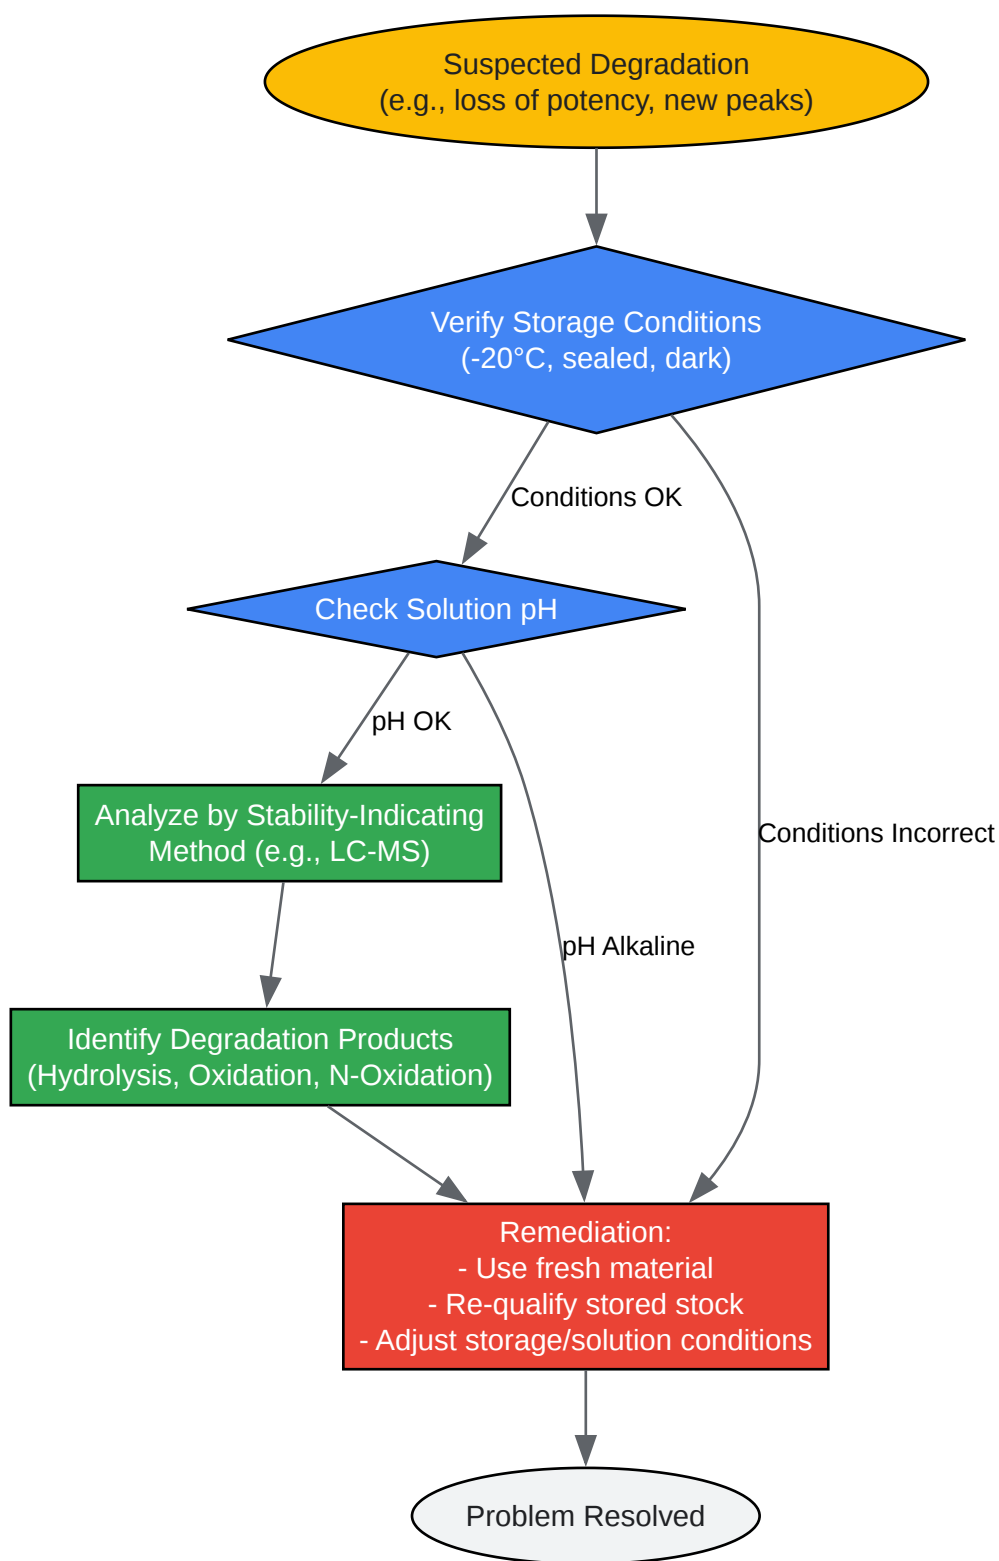 Suspected Degradation
(e.g., loss of potency, new peaks)
Verify Storage Conditions
(-20°C, sealed, dark)
Conditions OK
Check Solution pH
pH OK
Analyze by Stability-Indicating
Method (e.g., LC-MS)
Conditions Incorrect
pH Alkaline
Identify Degradation Products
(Hydrolysis, Oxidation, N-Oxidation)
Remediation:
- Use fresh material
- Re-qualify stored stock
- Adjust storage/solution conditions
Problem Resolved